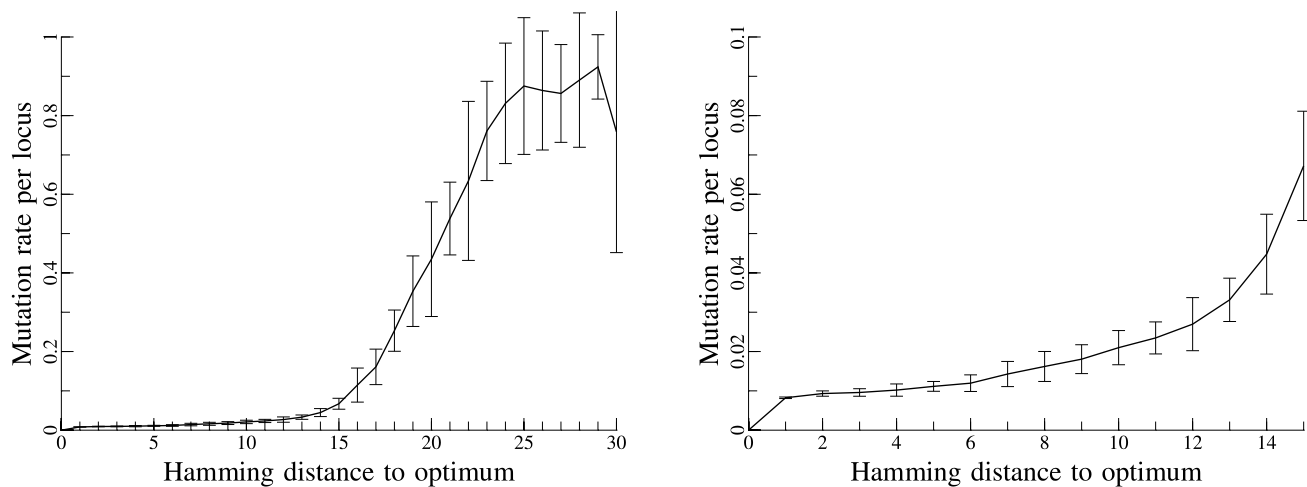 Mutation rate per locus
1
0.8
0.6
0.4
0.2
0
0 5 10 15 20 25 30
Hamming distance to optimum
Mutation rate per locus
0.1
0.08
0.06
0.04
0.02
0
0 2 4 6 8 10 12 14
Hamming distance to optimum